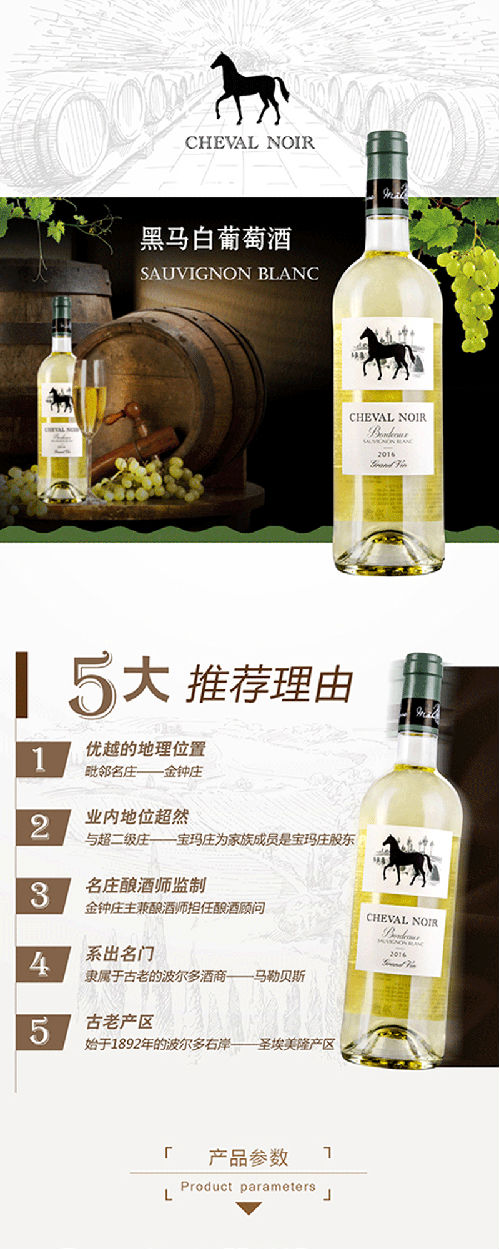 CHEVAL NOIR
黑马白葡萄酒
SAUVIGNON BLANC
CHEVAL NOIR
Bordeaux
2016
Grand Vin
CHEVAL NOIR
Bordeaux
SAUVIGNON BLANC
2016
Grand Vin
5大 推荐理由
1 优越的地理位置
毗邻名庄——金钟庄
2 业内地位超然
与超二级庄——宝玛庄为家族成员是宝玛庄股东
3 名庄酿酒师监制
金钟庄主兼酿酒师担任酿酒顾问
4 系出名门
隶属于古老的波尔多酒商——马勒贝斯
5 古老产区
始于1892年的波尔多右岸——圣埃美隆产区
CHEVAL NOIR
Bordeaux
SAUVIGNON BLANC
2016
Grand Vin
产品参数
Product parameters